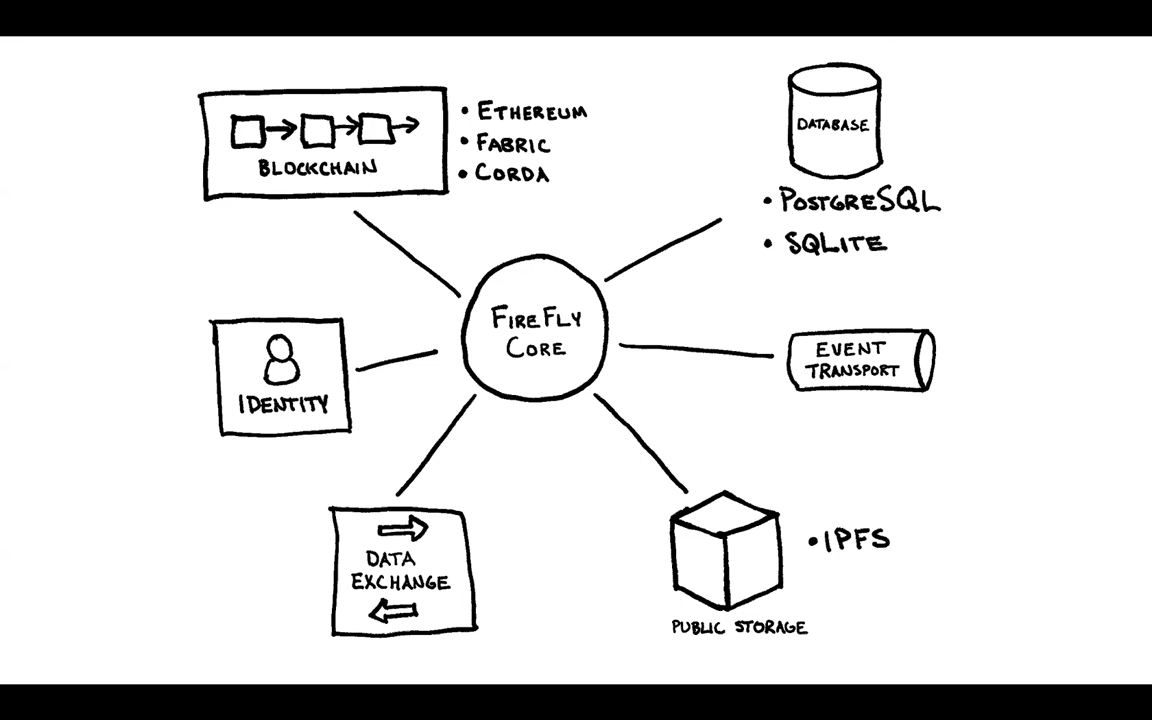 BLOCKCHAIN
• ETHEREUM
• FABRIC
• CORDA
DATABASE
• POSTGRESQL
• SQLITE
FIREFLY
CORE
IDENTITY
EVENT
TRANSPORT
DATA
EXCHANGE
PUBLIC STORAGE
• IPFS